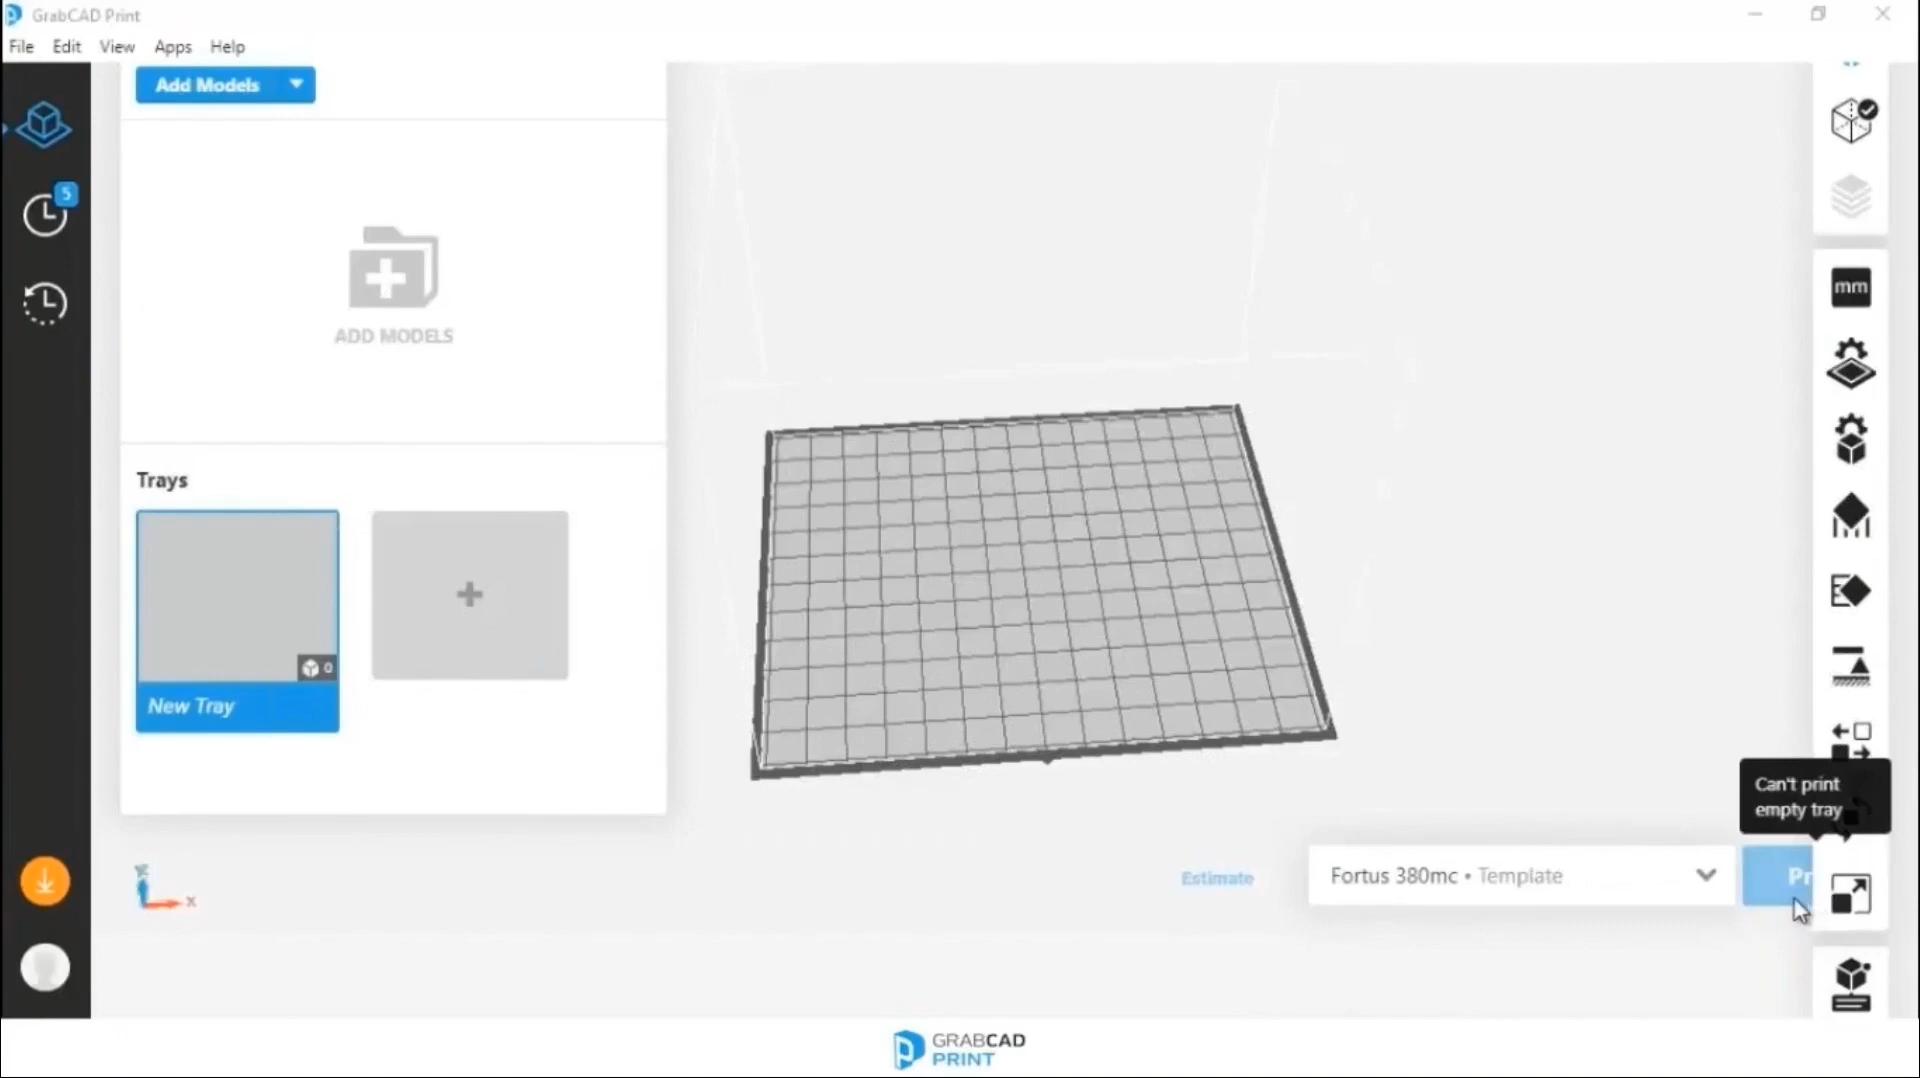 GrabCAD Print
File Edit View Apps Help
Add Models
5
ADD MODELS
mm
Trays
0
New Tray
Can't print
empty tray
Estimate
Fortus 380mc • Template
Pr
X
GRABCAD
PRINT